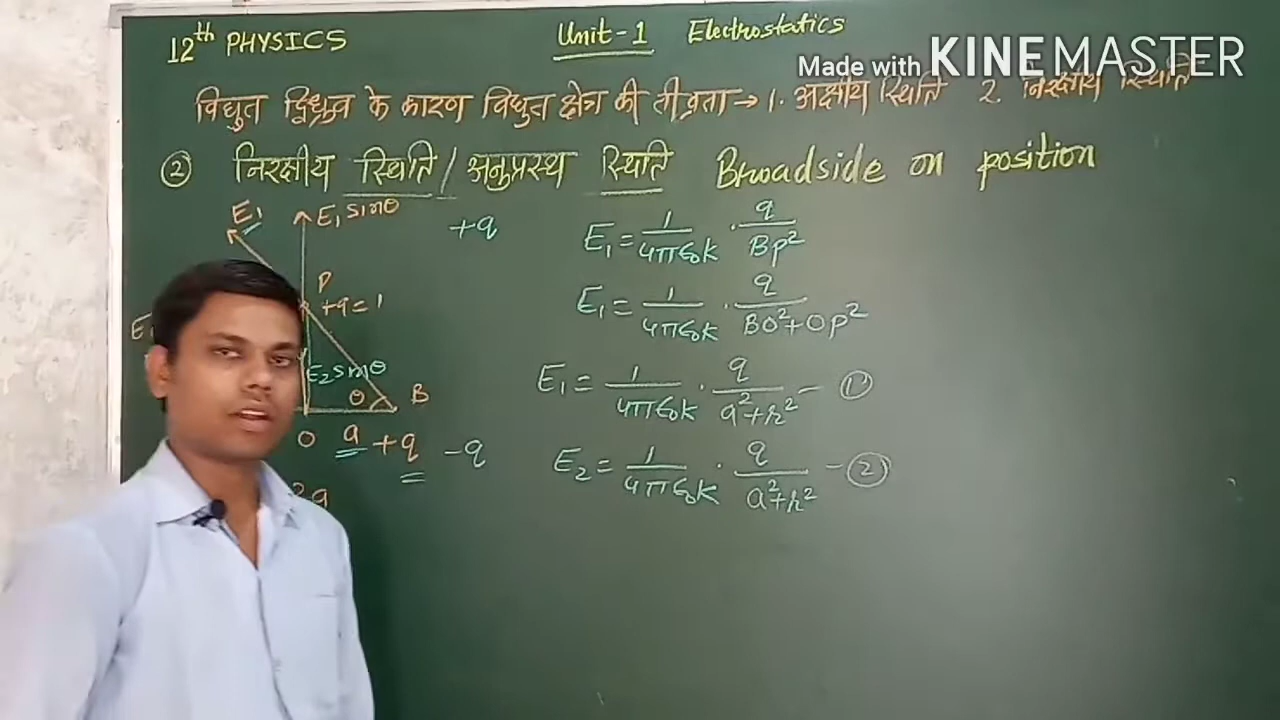 12th PHYSICS Unit-1 Electrostatics
Made with KINEMASTER
विद्युत द्विध्रुव के कारण विद्युत क्षेत्र की तीव्रता → 1. अक्षीय स्थिति 2. निरक्षीय स्थिति
② निरक्षीय स्थिति / अनुप्रस्थ स्थिति Broadside on position
E₁ E₁ sinθ +q E₁ = 1/4πε₀k · q/BP²
P
+q = 1 E₁ = 1/4πε₀k · q/BO²+OP²
E₂ sinθ E₁ = 1/4πε₀k · q/a²+r² – ①
θ B
O a +q -q E₂ = 1/4πε₀k · q/a²+r² – ②